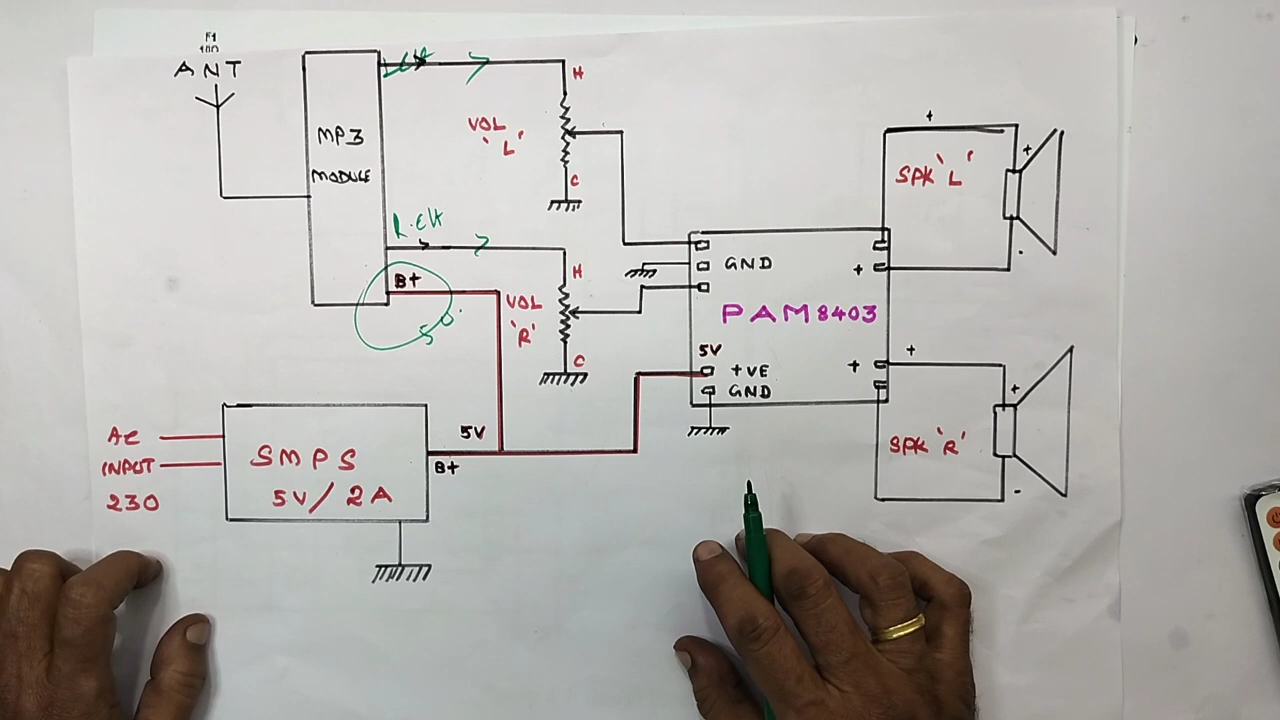 ANT
MP3
MODULE
L.CH
H
VOL
'L'
C
R.CH
B+
H
VOL
'R'
C
GND
PAM8403
5V
+VE
GND
+
+
+
+
SPK 'L'
-
+
+
SPK 'R'
-
AC
INPUT
230
SMPS
5V/2A
5V
B+